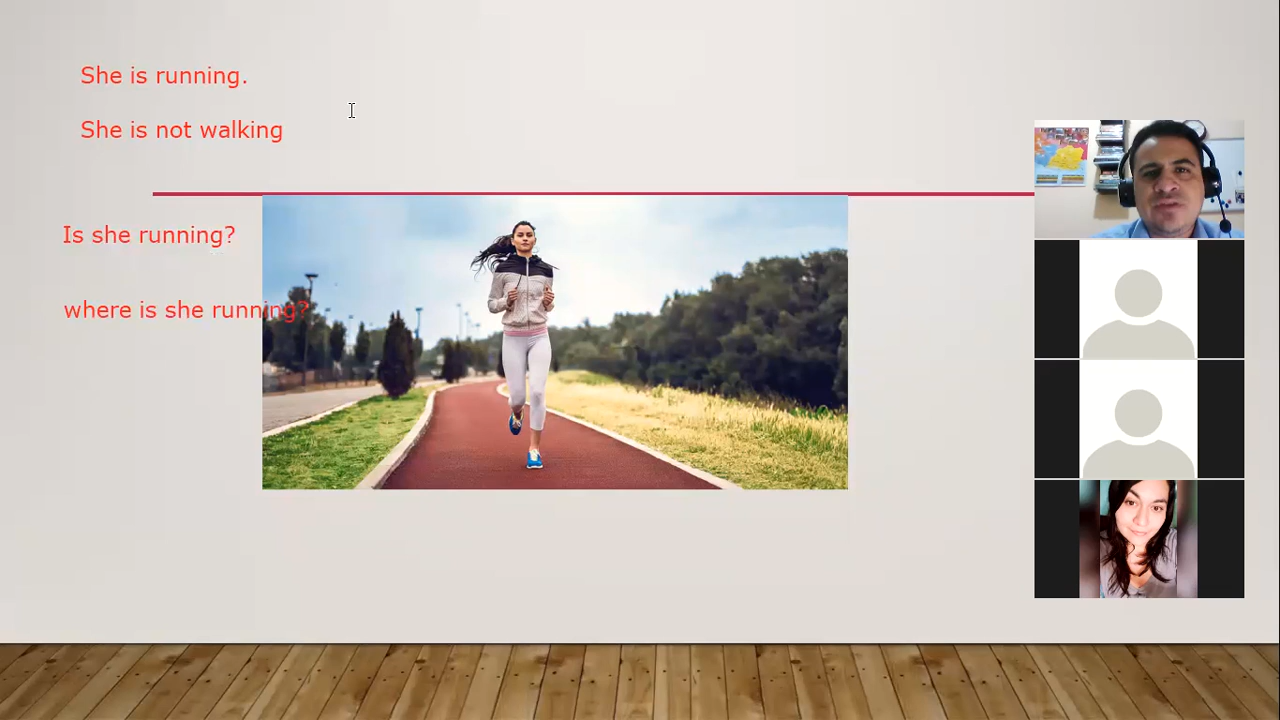 She is running.
She is not walking
Is she running?
where is she running?